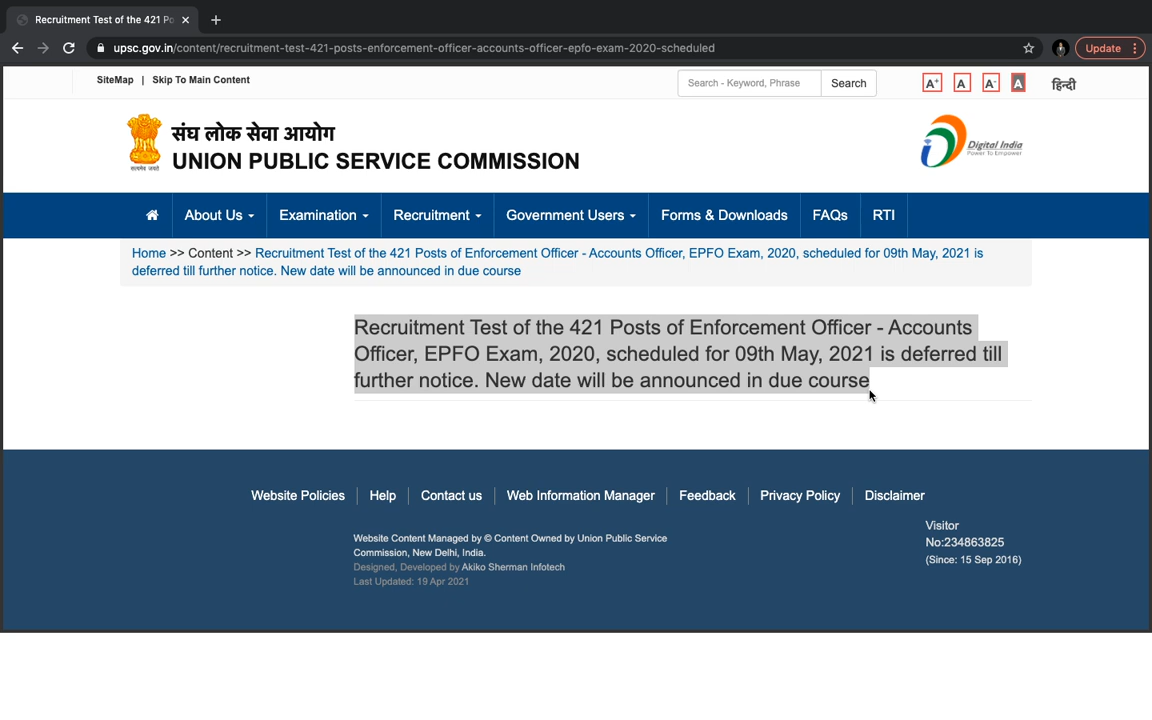 Recruitment Test of the 421 Po
upsc.gov.in/content/recruitment-test-421-posts-enforcement-officer-accounts-officer-epfo-exam-2020-scheduled
Update
SiteMap | Skip To Main Content
Search - Keyword, Phrase Search
A+ A A- A हिन्दी
संघ लोक सेवा आयोग
UNION PUBLIC SERVICE COMMISSION
सत्यमेव जयते
Digital India
Power To Empower
About Us Examination Recruitment Government Users Forms & Downloads FAQs RTI
Home >> Content >> Recruitment Test of the 421 Posts of Enforcement Officer - Accounts Officer, EPFO Exam, 2020, scheduled for 09th May, 2021 is
deferred till further notice. New date will be announced in due course
Recruitment Test of the 421 Posts of Enforcement Officer - Accounts
Officer, EPFO Exam, 2020, scheduled for 09th May, 2021 is deferred till
further notice. New date will be announced in due course
Website Policies Help Contact us Web Information Manager Feedback Privacy Policy Disclaimer
Website Content Managed by © Content Owned by Union Public Service
Commission, New Delhi, India.
Designed, Developed by Akiko Sherman Infotech
Last Updated: 19 Apr 2021
Visitor
No:234863825
(Since: 15 Sep 2016)